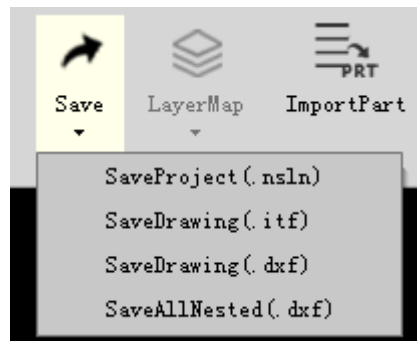 PRT
Save LayerMap ImportPart
SaveProject(.nsln)
SaveDrawing(.itf)
SaveDrawing(.dxf)
SaveAllNested(.dxf)